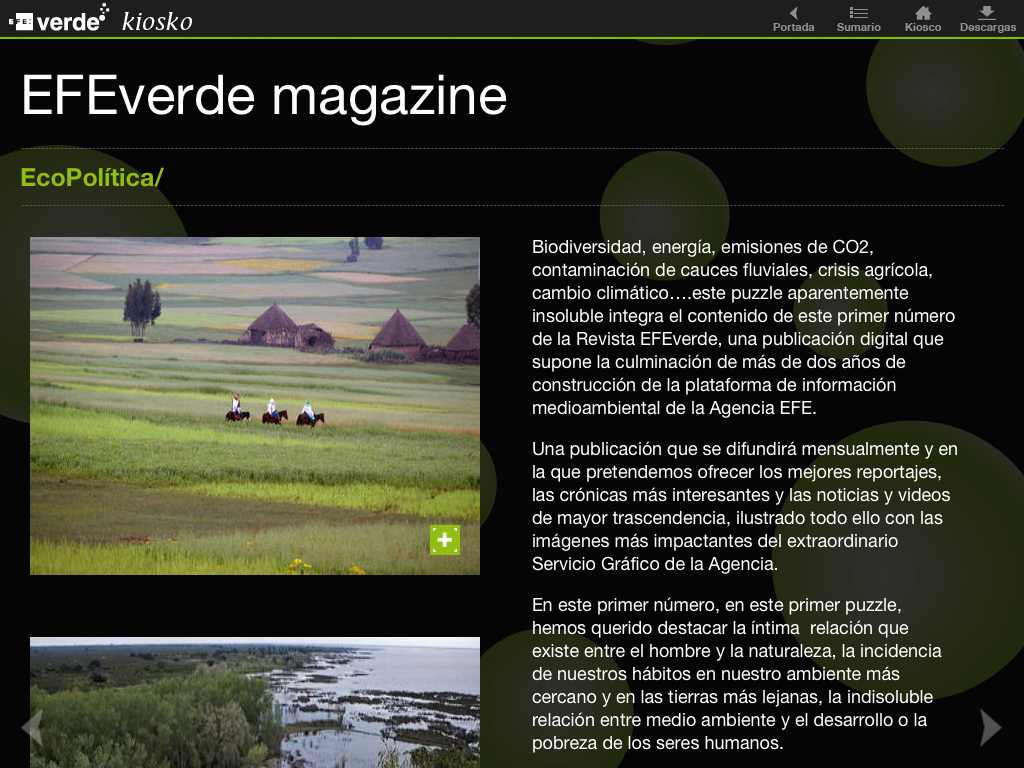 EFE: verde kiosko
Portada Sumario Kiosco Descargas
EFEverde magazine
EcoPolítica/
Biodiversidad, energía, emisiones de CO2,
contaminación de cauces fluviales, crisis agrícola,
cambio climático….este puzzle aparentemente
insoluble integra el contenido de este primer número
de la Revista EFEverde, una publicación digital que
supone la culminación de más de dos años de
construcción de la plataforma de información
medioambiental de la Agencia EFE.
Una publicación que se difundirá mensualmente y en
la que pretendemos ofrecer los mejores reportajes,
las crónicas más interesantes y las noticias y videos
de mayor trascendencia, ilustrado todo ello con las
imágenes más impactantes del extraordinario
Servicio Gráfico de la Agencia.
En este primer número, en este primer puzzle,
hemos querido destacar la íntima  relación que
existe entre el hombre y la naturaleza, la incidencia
de nuestros hábitos en nuestro ambiente más
cercano y en las tierras más lejanas, la indisoluble
relación entre medio ambiente y el desarrollo o la
pobreza de los seres humanos.